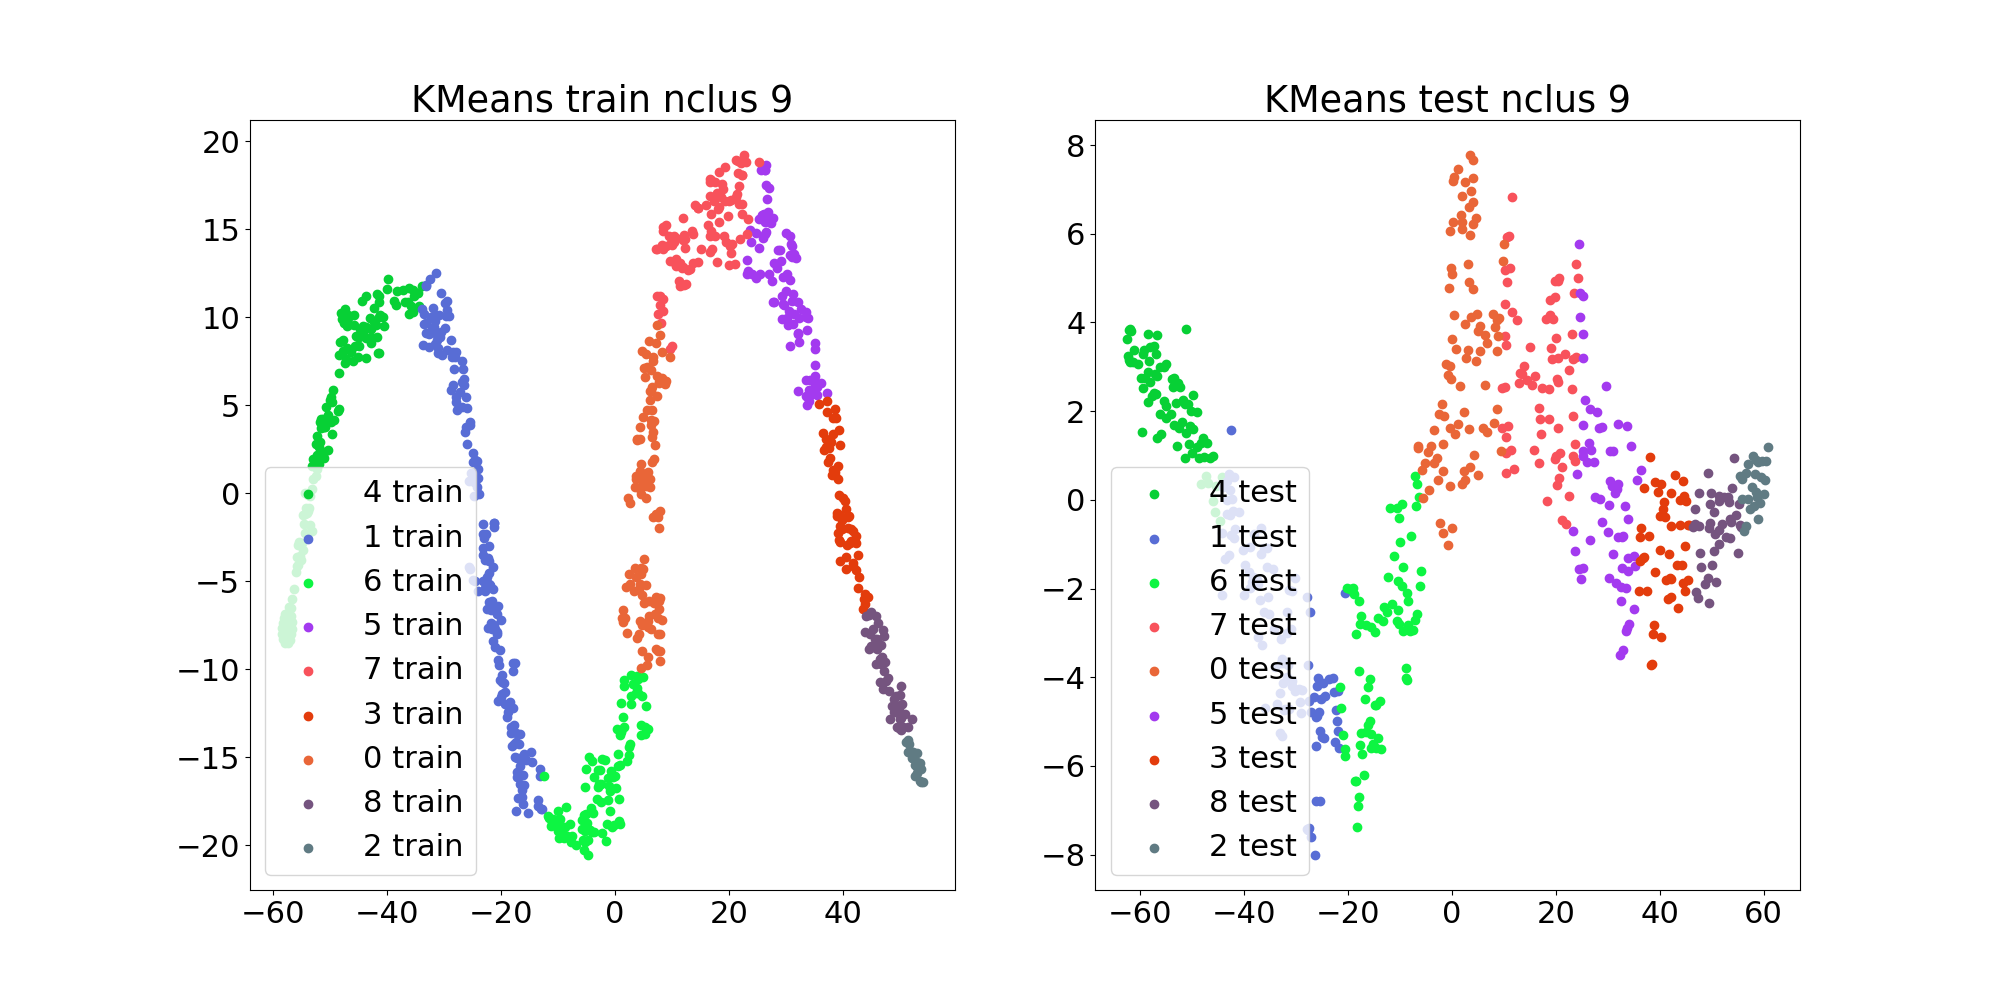 KMeans train nclus 9
20
15
10
5
0
−5
−10
−15
−20
−60
−40
−20
0
20
40
4 train
1 train
6 train
5 train
7 train
3 train
0 train
8 train
2 train
KMeans test nclus 9
8
6
4
2
0
−2
−4
−6
−8
−60
−40
−20
0
20
40
60
4 test
1 test
6 test
7 test
0 test
5 test
3 test
8 test
2 test